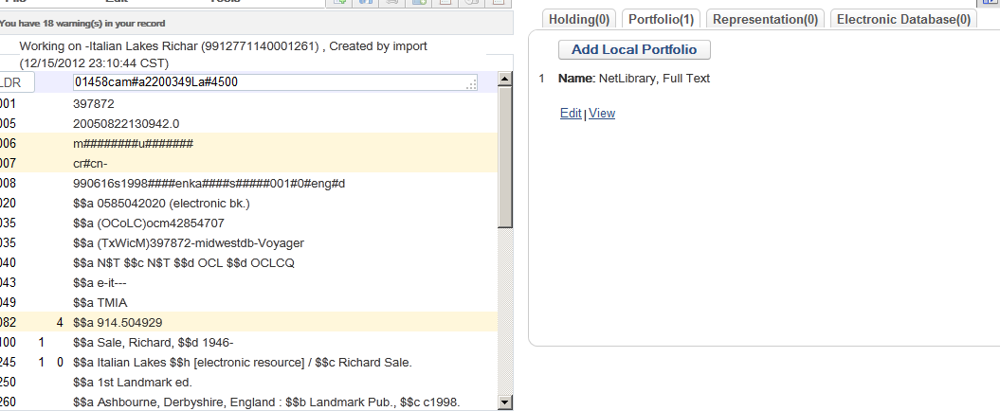 You have 18 warning(s) in your record
Working on -Italian Lakes Richar (9912771140001261) , Created by import
(12/15/2012 23:10:44 CST)
LDR 01458cam#a2200349La#4500
001 397872
005 20050822130942.0
006 m########u#######
007 cr#cn-
008 990616s1998####enka####s#####001#0#eng#d
020 $$a 0585042020 (electronic bk.)
035 $$a (OCoLC)ocm42854707
035 $$a (TxWicM)397872-midwestdb-Voyager
040 $$a N$T $$c N$T $$d OCL $$d OCLCQ
043 $$a e-it---
049 $$a TMIA
082 4 $$a 914.504929
100 1 $$a Sale, Richard, $$d 1946-
245 1 0 $$a Italian Lakes $$h [electronic resource] / $$c Richard Sale.
250 $$a 1st Landmark ed.
260 $$a Ashbourne, Derbyshire, England : $$b Landmark Pub., $$c c1998.
Holding(0) Portfolio(1) Representation(0) Electronic Database(0)
Add Local Portfolio
1 Name: NetLibrary, Full Text
Edit | View